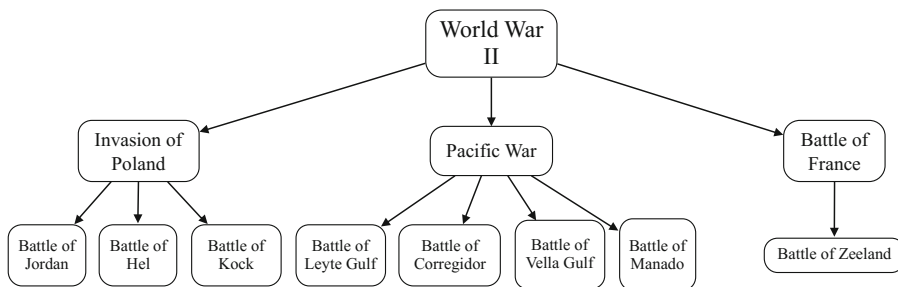 World War
II
Invasion of
Poland
Pacific War
Battle of
France
Battle of
Jordan
Battle of
Hel
Battle of
Kock
Battle of
Leyte Gulf
Battle of
Corregidor
Battle of
Vella Gulf
Battle of
Manado
Battle of Zeeland